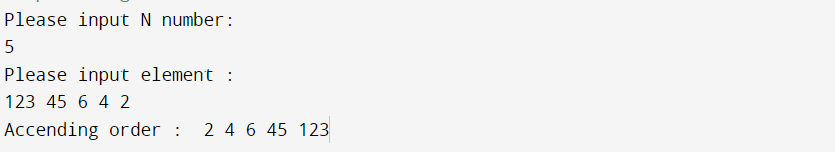 Please input N number:
5
Please input element :
123 45 6 4 2
Accending order :  2 4 6 45 123